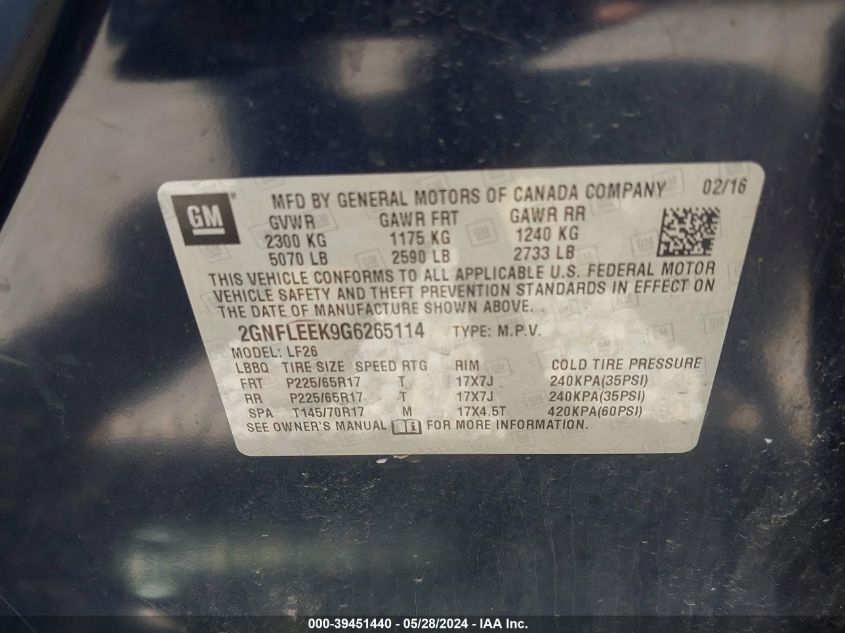 GM MFD BY GENERAL MOTORS OF CANADA COMPANY 02/16
GVWR GAWR FRT GAWR RR
2300 KG 1175 KG 1240 KG
5070 LB 2590 LB 2733 LB
THIS VEHICLE CONFORMS TO ALL APPLICABLE U.S. FEDERAL MOTOR
VEHICLE SAFETY AND THEFT PREVENTION STANDARDS IN EFFECT ON
THE DATE OF MANUFACTURE SHOWN ABOVE.
2GNFLEEK9G6265114 TYPE: M.P.V.
MODEL: LF26
LBBQ TIRE SIZE SPEED RTG RIM COLD TIRE PRESSURE
FRT P225/65R17 T 17X7J 240KPA(35PSI)
RR P225/65R17 T 17X7J 240KPA(35PSI)
SPA T145/70R17 M 17X4.5T 420KPA(60PSI)
SEE OWNER'S MANUAL i FOR MORE INFORMATION.
000-39451440 - 05/28/2024 - IAA Inc.